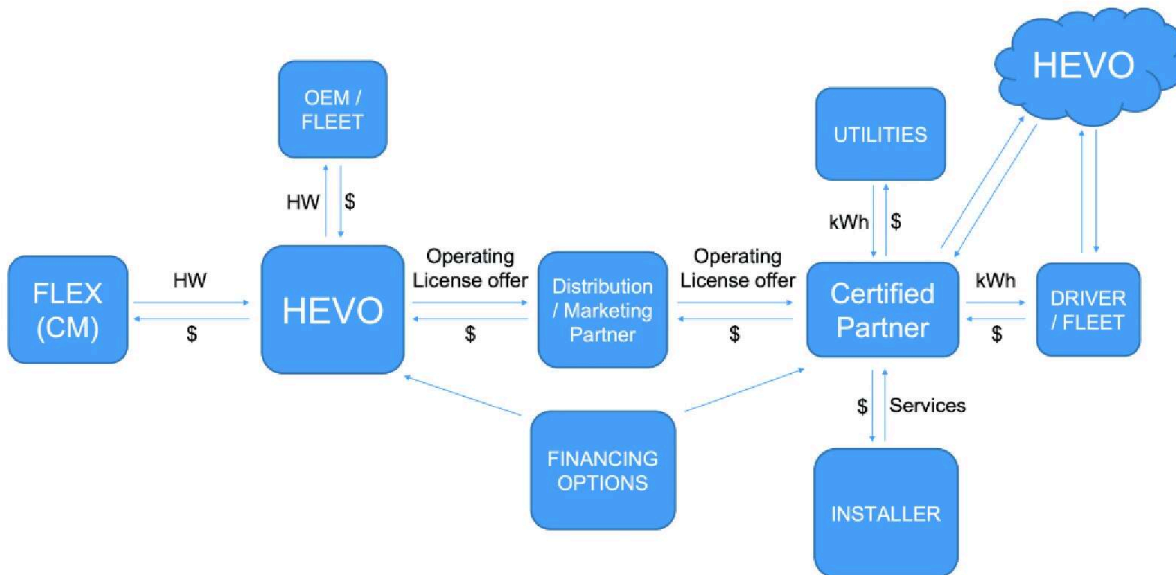 HEVO
OEM /
FLEET
UTILITIES
HW
$
kWh
$
Operating
License offer
Operating
License offer
FLEX
(CM)
HW
$
HEVO
$
Distribution
/ Marketing
Partner
$
Certified
Partner
kWh
$
DRIVER
/ FLEET
$
Services
FINANCING
OPTIONS
INSTALLER